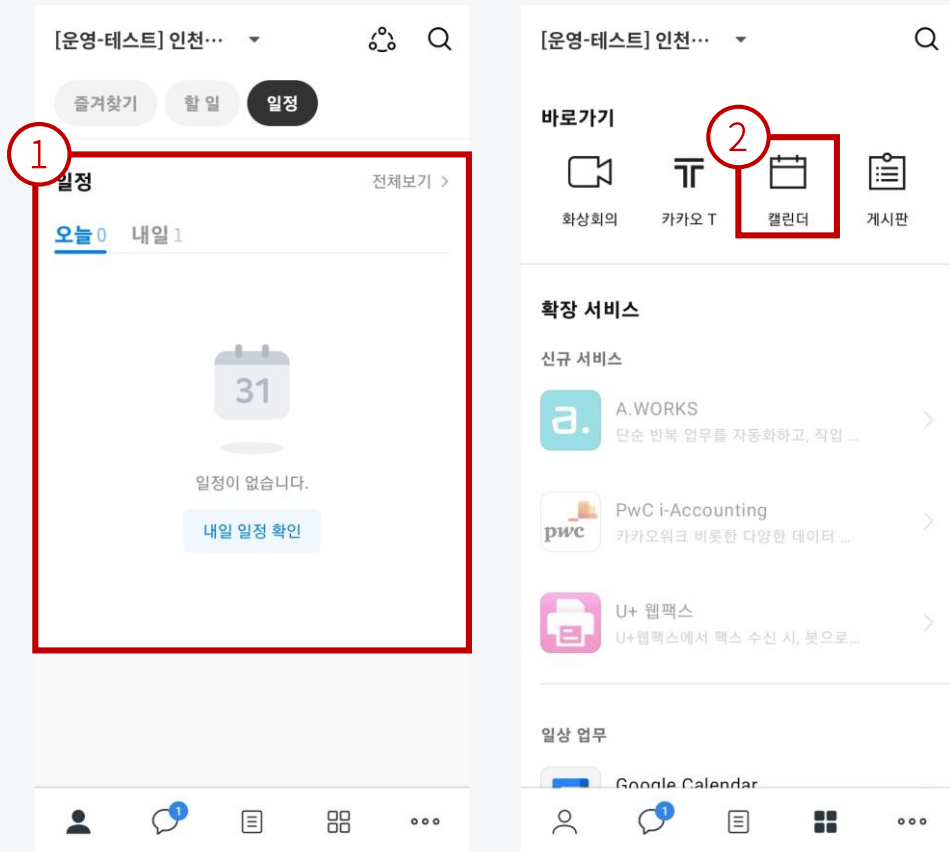 [운영-테스트] 인천···
즐겨찾기 할 일 일정
1
일정 전체보기 >
오늘 0 내일 1
31
일정이 없습니다.
내일 일정 확인
1
[운영-테스트] 인천···
바로가기
2
화상회의 카카오 T 캘린더 게시판
확장 서비스
신규 서비스
a.
A.WORKS
단순 반복 업무를 자동화하고, 작업 ...
pwc
PwC i-Accounting
카카오워크 비롯한 다양한 데이터 ...
U+ 웹팩스
U+웹팩스에서 팩스 수신 시, 봇으로...
일상 업무
Google Calendar
1